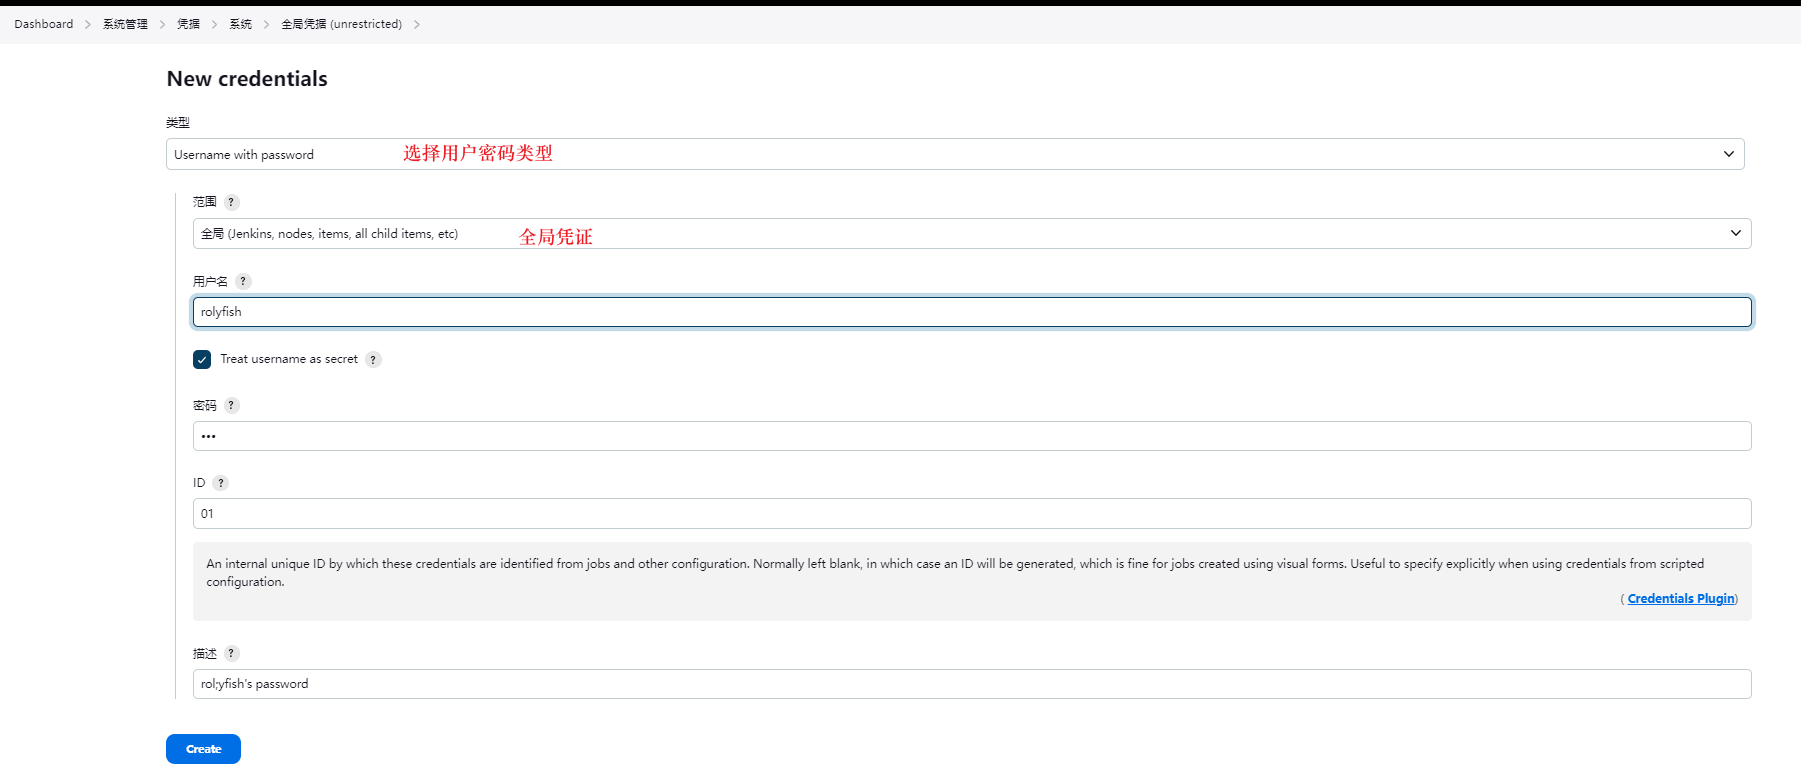 Dashboard > 系统管理 > 凭据 > 系统 > 全局凭据 (unrestricted) >
New credentials
类型
Username with password 选择用户密码类型
范围 ?
全局 (Jenkins, nodes, items, all child items, etc) 全局凭证
用户名 ?
rolyfish
Treat username as secret ?
密码 ?
•••
ID ?
01
An internal unique ID by which these credentials are identified from jobs and other configuration. Normally left blank, in which case an ID will be generated, which is fine for jobs created using visual forms. Useful to specify explicitly when using credentials from scripted
configuration.
( Credentials Plugin)
描述 ?
rol;yfish's password
Create